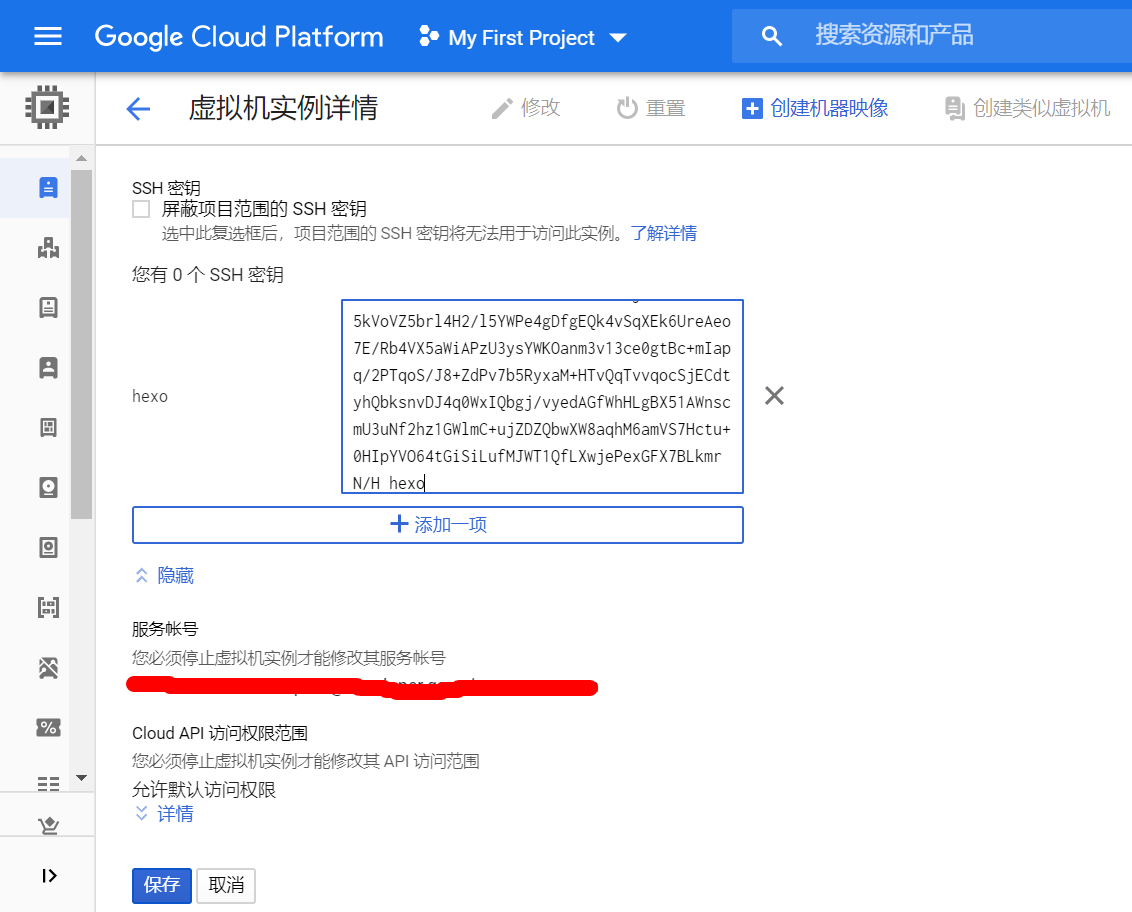 Google Cloud Platform My First Project 搜索资源和产品
虚拟机实例详情 修改 重置 创建机器映像 创建类似虚拟机
SSH 密钥
屏蔽项目范围的 SSH 密钥
选中此复选框后，项目范围的 SSH 密钥将无法用于访问此实例。了解详情
您有 0 个 SSH 密钥
hexo
5kVoVZ5brl4H2/l5YWPe4gDfgEQk4vSqXEk6UreAeo
7E/Rb4VX5aWiAPzU3ysYWKOanm3v13ce0gtBc+mIap
q/2PTqoS/J8+ZdPv7b5RyxaM+HTvQqTvvqocSjECdt
yhQbksnvDJ4q0WxIQbgj/vyedAGfWhHLgBX51AWnsc
mU3uNf2hz1GWlmC+ujZDZQbwXW8aqhM6amVS7Hctu+
0HIpYVO64tGiSiLufMJWT1QfLXwjePexGFX7BLkmr
N/H hexo
添加一项
隐藏
服务帐号
您必须停止虚拟机实例才能修改其服务帐号
Cloud API 访问权限范围
您必须停止虚拟机实例才能修改其 API 访问范围
允许默认访问权限
详情
保存 取消